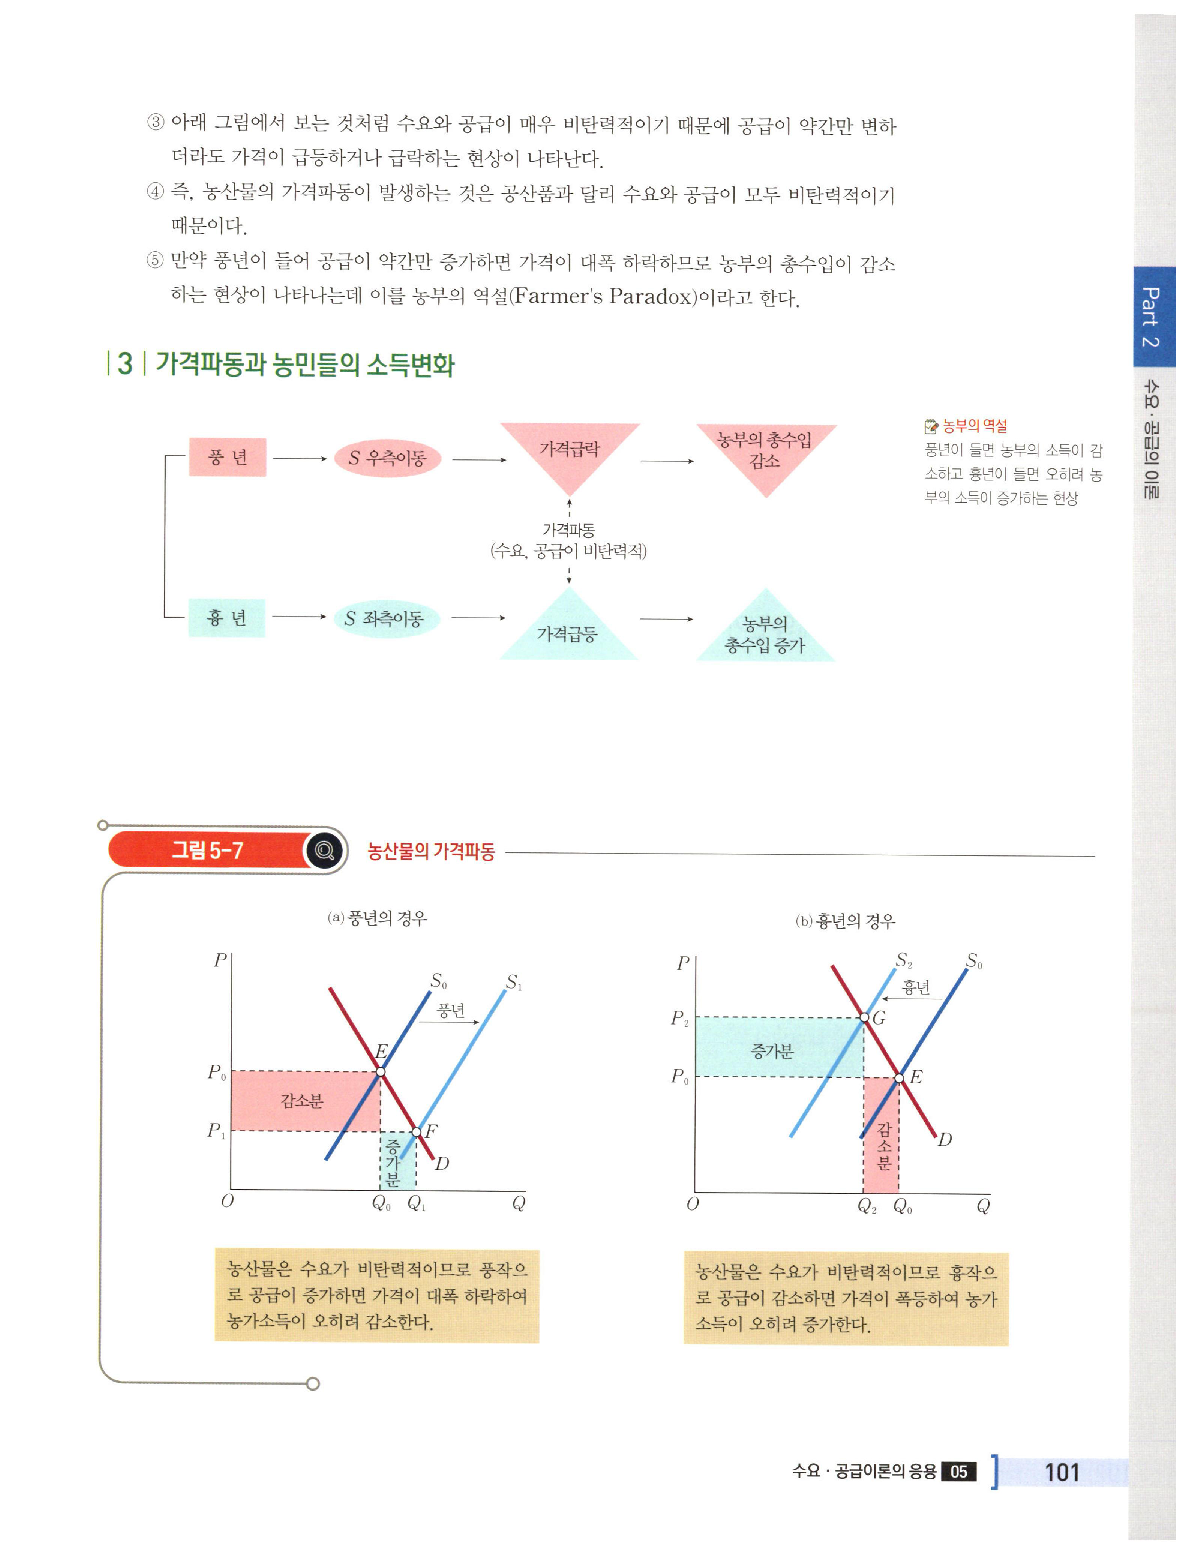 ③ 아래 그림에서 보는 것처럼 수요와 공급이 매우 비탄력적이기 때문에 공급이 약간만 변하
더라도 가격이 급등하거나 급락하는 현상이 나타난다.
④ 즉, 농산물의 가격파동이 발생하는 것은 공산품과 달리 수요와 공급이 모두 비탄력적이기
때문이다.
⑤ 만약 풍년이 들어 공급이 약간만 증가하면 가격이 대폭 하락하므로 농부의 총수입이 감소
하는 현상이 나타나는데 이를 농부의 역설(Farmer's Paradox)이라고 한다.
Part 2
수요·공급의 이론
|3| 가격파동과 농민들의 소득변화
농부의 역설
풍년이 들면 농부의 소득이 감
소하고 흉년이 들면 오히려 농
부의 소득이 증가하는 현상
풍 년
S 우측이동
가격급락
농부의 총수입
감소
가격파동
(수요, 공급이 비탄력적)
흉 년
S 좌측이동
가격급등
농부의
총수입 증가
그림 5-7
농산물의 가격파동
(a) 풍년의 경우
P
S₀
S₁
풍년
E
P₀
감소분
P₁
F
증가분
D
O
Q₀
Q₁
Q
(b) 흉년의 경우
P
S₂
S₀
흉년
P₂
G
증가분
P₀
E
감소분
D
O
Q₂
Q₀
Q
농산물은 수요가 비탄력적이므로 풍작으
로 공급이 증가하면 가격이 대폭 하락하여
농가소득이 오히려 감소한다.
농산물은 수요가 비탄력적이므로 흉작으
로 공급이 감소하면 가격이 폭등하여 농가
소득이 오히려 증가한다.
수요·공급이론의 응용 05
101